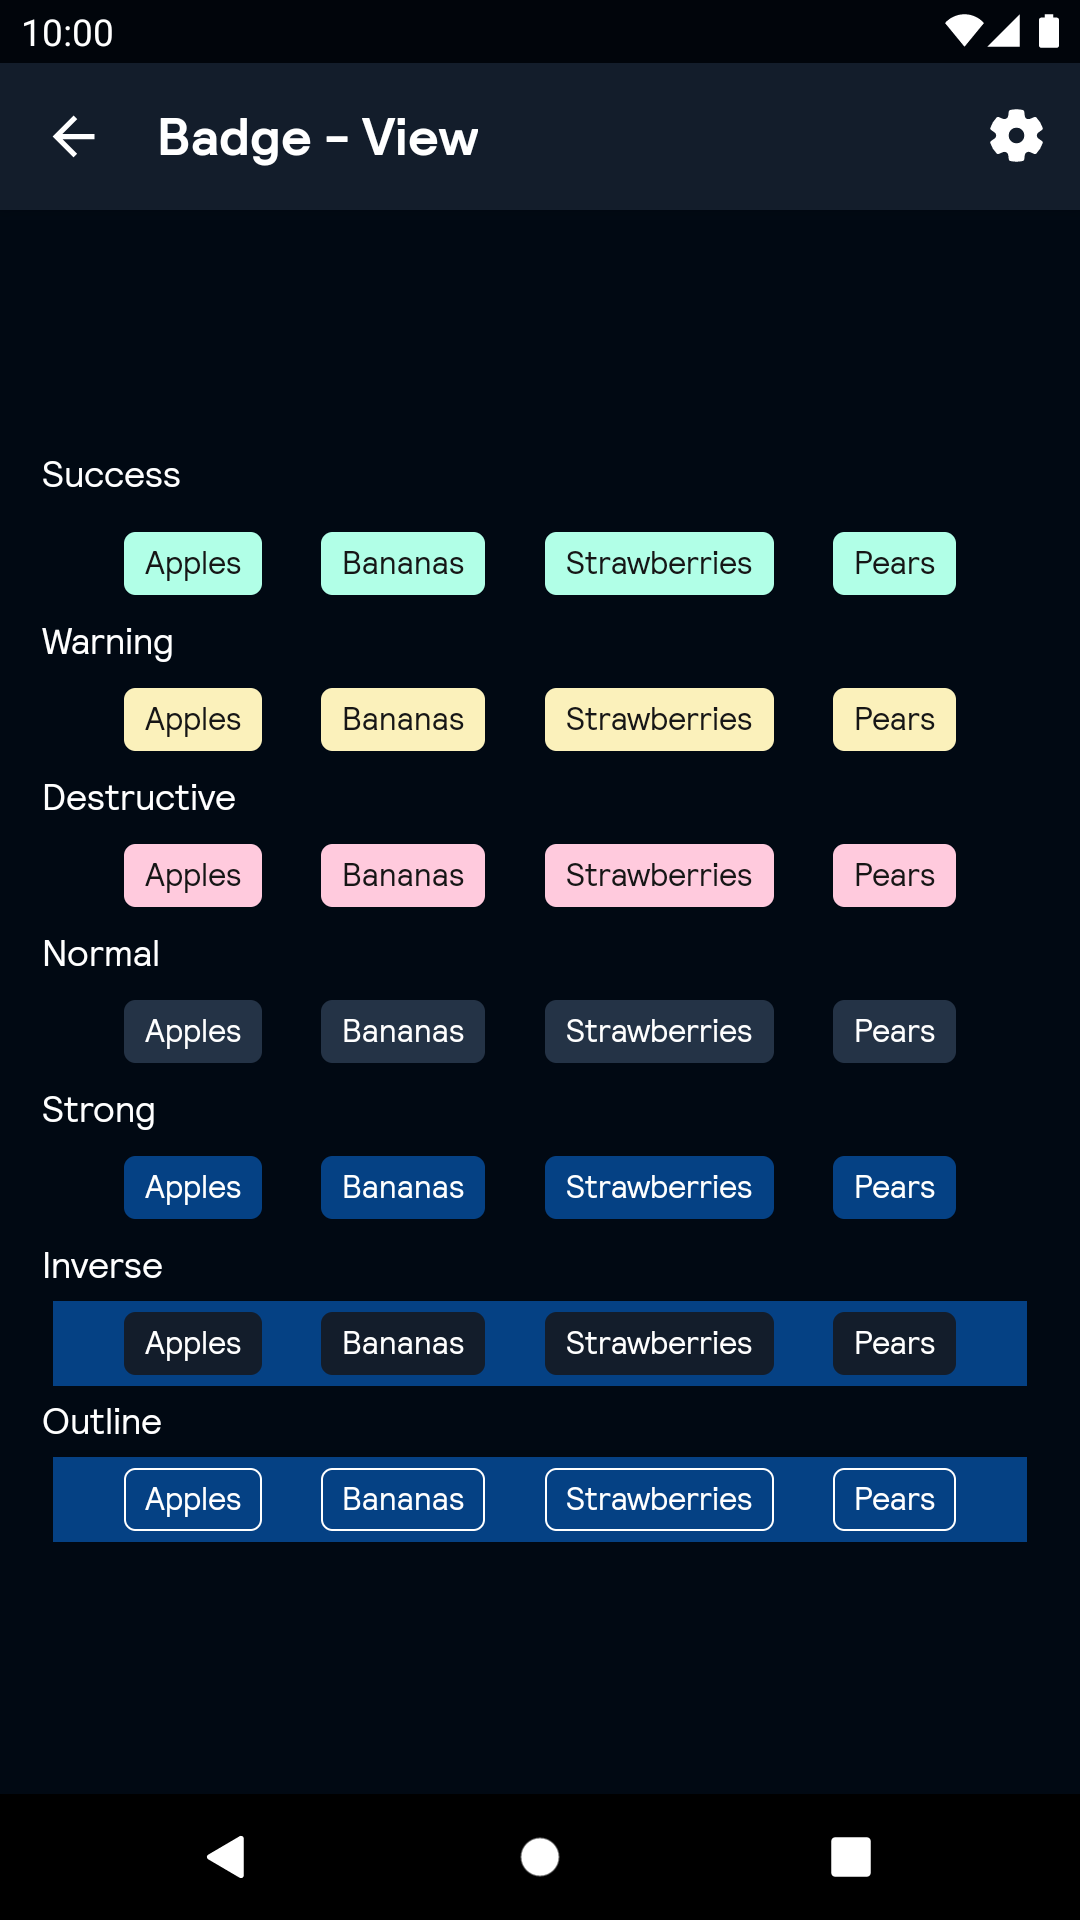 10:00
Badge - View
Success
Apples Bananas Strawberries Pears
Warning
Apples Bananas Strawberries Pears
Destructive
Apples Bananas Strawberries Pears
Normal
Apples Bananas Strawberries Pears
Strong
Apples Bananas Strawberries Pears
Inverse
Apples Bananas Strawberries Pears
Outline
Apples Bananas Strawberries Pears